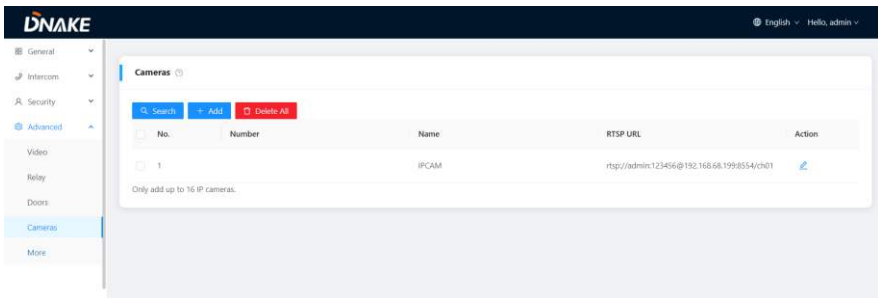 DNAKE
English Hello, admin
General
Intercom
Security
Advanced
Video
Relay
Doors
Cameras
More
Cameras
Search + Add Delete All
No. Number Name RTSP URL Action
1 IPCAM rtsp://admin:123456@192.168.68.199:8554/ch01
Only add up to 16 IP cameras.